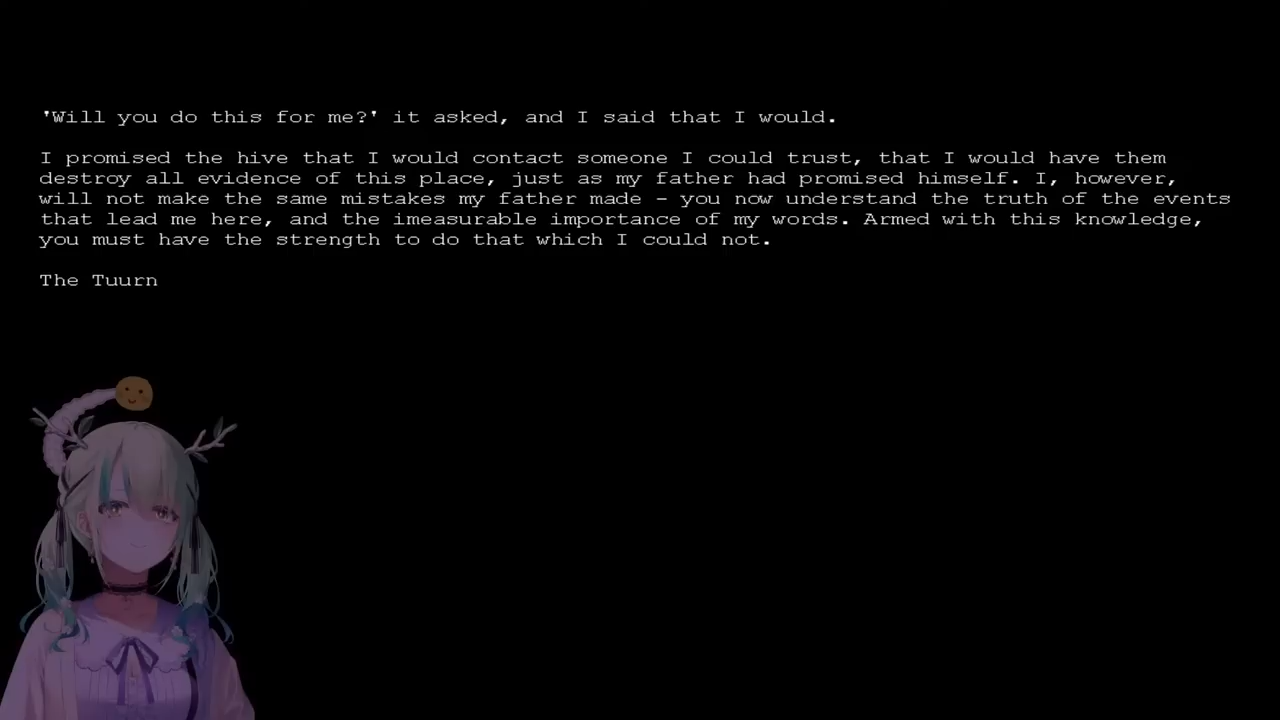 'Will you do this for me?' it asked, and I said that I would.
I promised the hive that I would contact someone I could trust, that I would have them
destroy all evidence of this place, just as my father had promised himself. I, however,
will not make the same mistakes my father made - you now understand the truth of the events
that lead me here, and the imeasurable importance of my words. Armed with this knowledge,
you must have the strength to do that which I could not.
The Tuurn